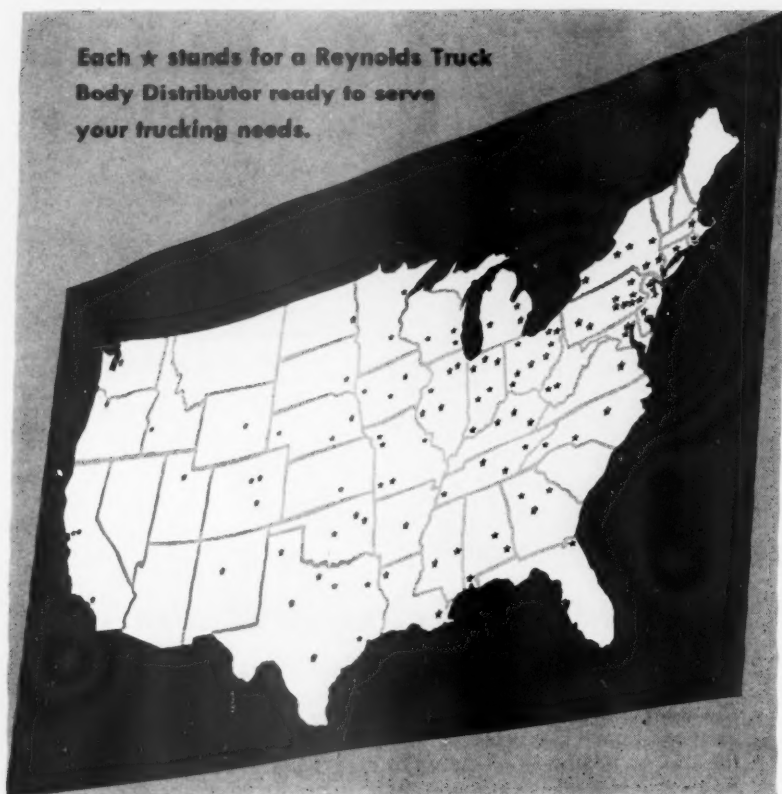 Each ★ stands for a Reynolds Truck
Body Distributor ready to serve
your trucking needs.